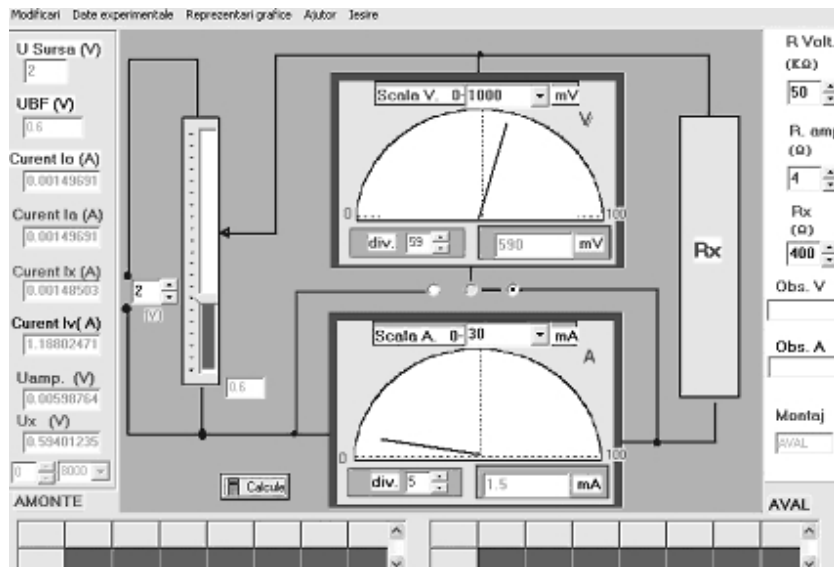 Modificari Date experimentale Reprezentari grafice Ajutor Iesire
U Sursa (V)
2
UBF (V)
0.6
Curent Io (A)
0.00149691
Curent Ia (A)
0.00149691
Curent Ix (A)
0.00148503
Curent Iv( A)
1.18802471
Uamp. (V)
0.00598764
Ux (V)
0.59401235
0 8000
AMONTE
2
(V)
0.6
Calcule
Scala V. 0- 1000 mV
V
0 100
div. 59 590 mV
Scala A. 0- 30 mA
A
0 100
div. 5 1.5 mA
Rx
R Volt.
(KΩ)
50
R. amp
(Ω)
4
Rx
(Ω)
400
Obs. V
Obs. A
Montaj
AVAL
AVAL